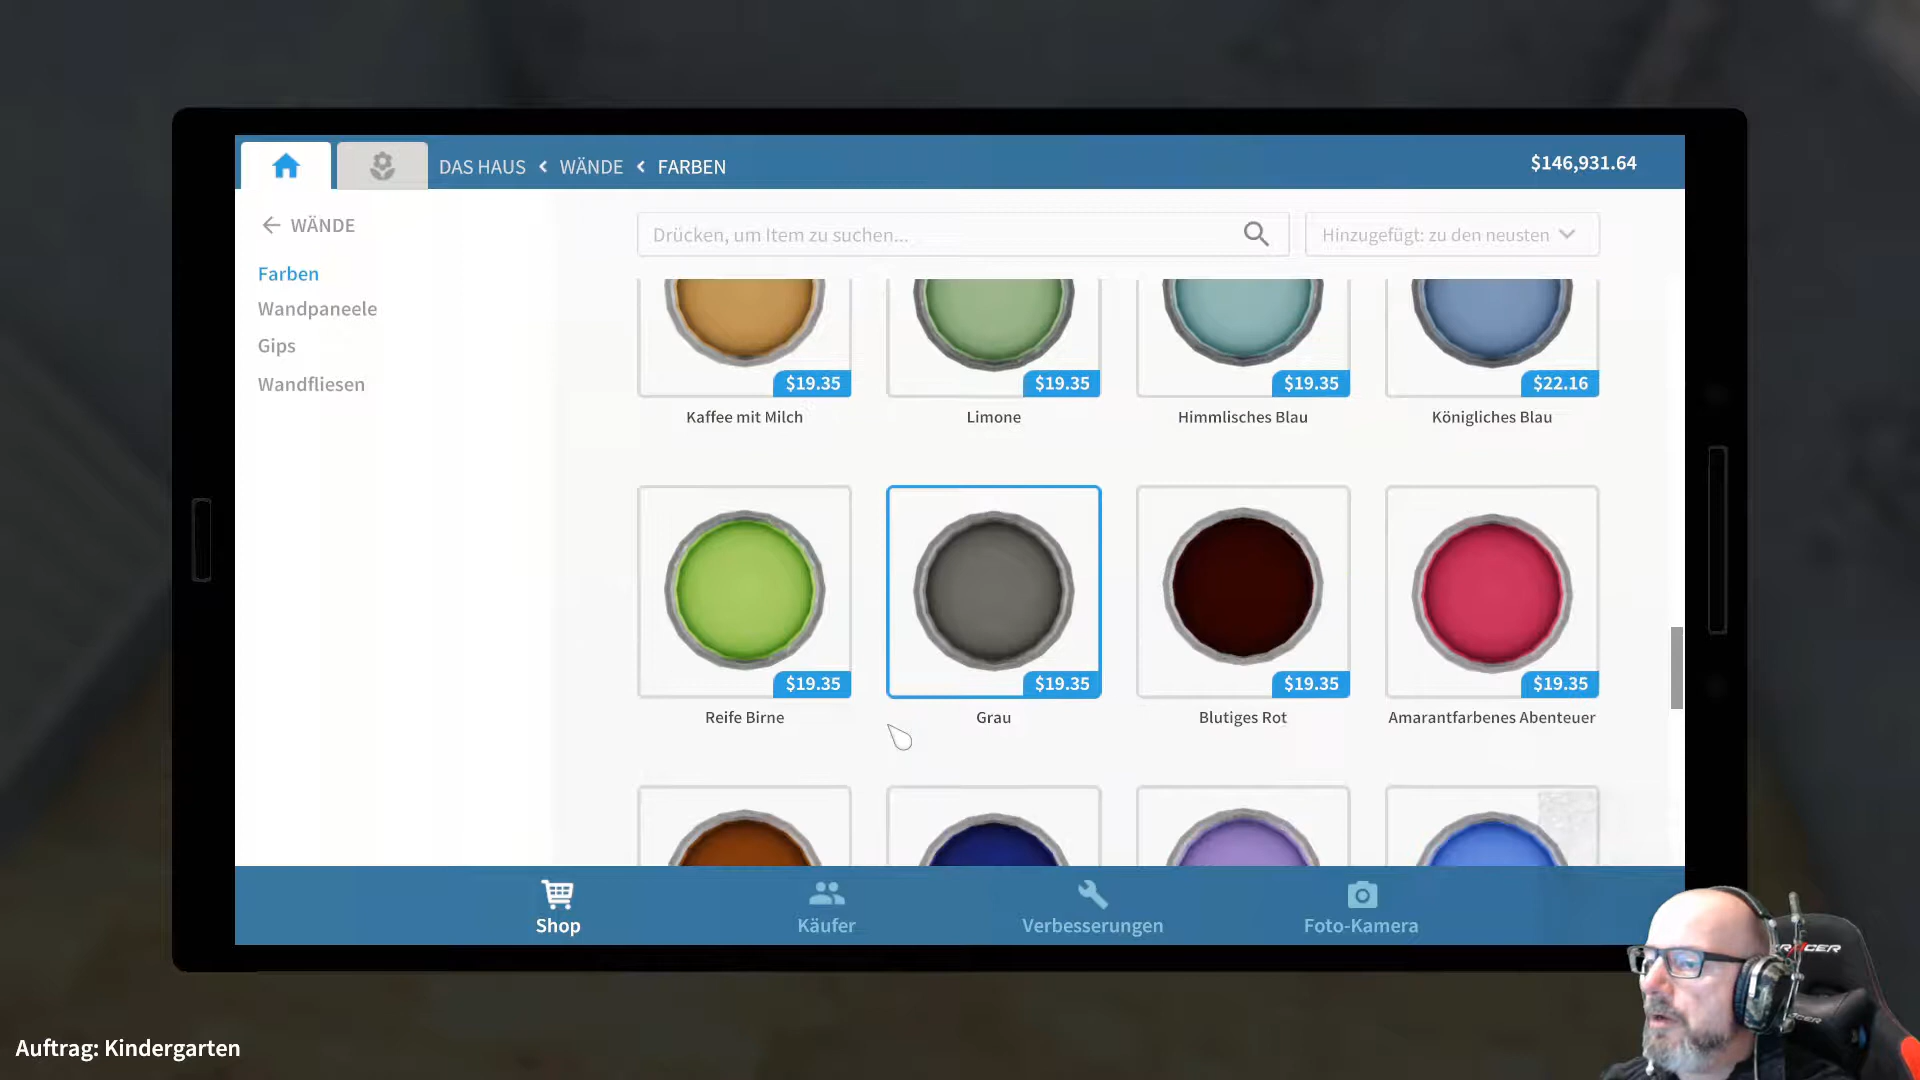 DAS HAUS < WÄNDE < FARBEN
$146,931.64
WÄNDE
Farben
Wandpaneele
Gips
Wandfliesen
Drücken, um Item zu suchen...
Hinzugefügt: zu den neusten
$19.35 $19.35 $19.35 $22.16
Kaffee mit Milch Limone Himmlisches Blau Königliches Blau
$19.35 $19.35 $19.35 $19.35
Reife Birne Grau Blutiges Rot Amarantfarbenes Abenteuer
Shop Käufer Verbesserungen Foto-Kamera
Auftrag: Kindergarten